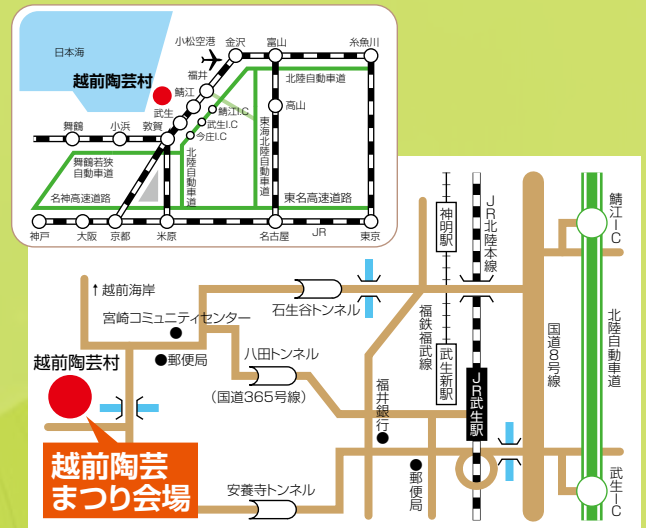 日本海
小松空港
金沢
富山
糸魚川
越前陶芸村
福井
北陸自動車道
鯖江
武生
鯖江I.C
武生I.C
今庄I.C
高山
舞鶴
小浜
敦賀
舞鶴若狭
自動車道
北陸自動車道
東海北陸自動車道
名神高速道路
東名高速道路
神戸
大阪
京都
米原
名古屋
JR
東京
↑越前海岸
宮崎コミュニティセンター
●郵便局
石生谷トンネル
八田トンネル
(国道365号線)
越前陶芸村
越前陶芸
まつり会場
安養寺トンネル
神明駅
JR北陸本線
福鉄福武線
武生新駅
JR武生駅
福井銀行
郵便局
国道8号線
鯖江IC
北陸自動車道
武生IC